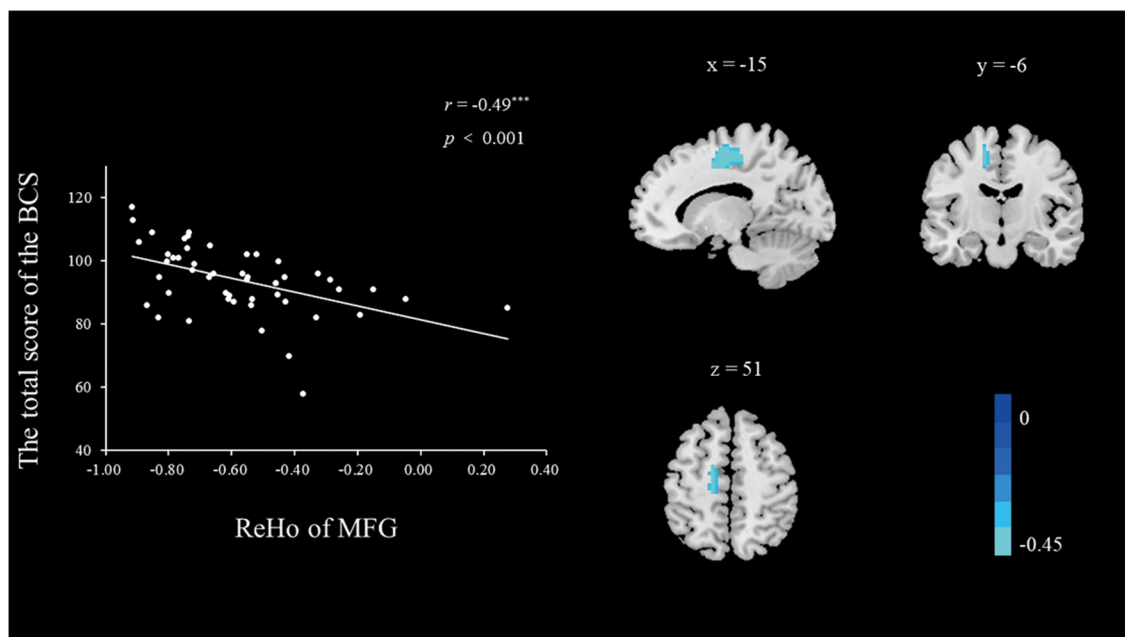 r = -0.49***
p < 0.001
The total score of the BCS
120
100
80
60
40
-1.00 -0.80 -0.60 -0.40 -0.20 0.00 0.20 0.40
ReHo of MFG
x = -15
y = -6
z = 51
0
-0.45